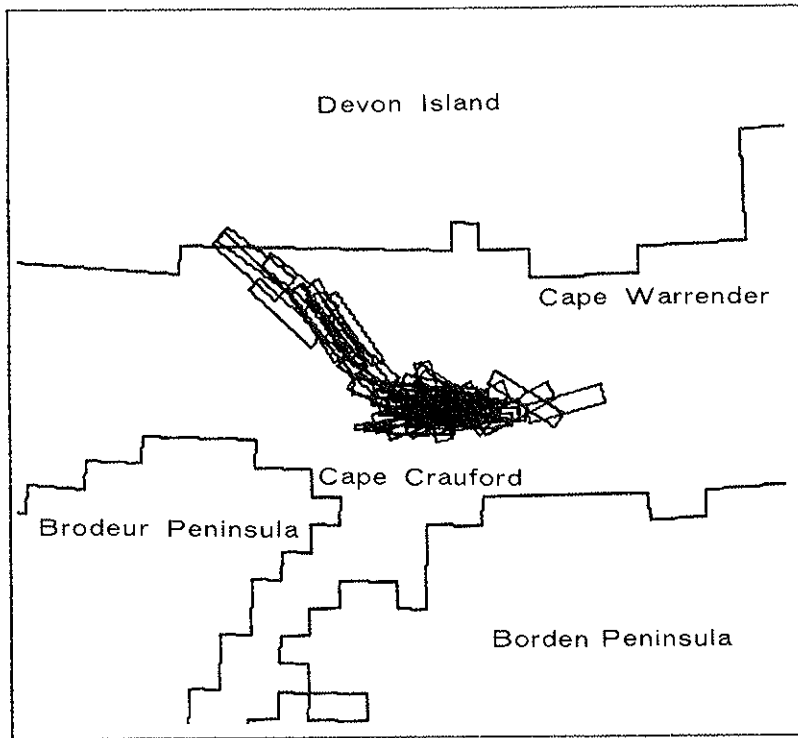 Devon Island
Cape Warrender
Cape Crauford
Brodeur Peninsula
Borden Peninsula